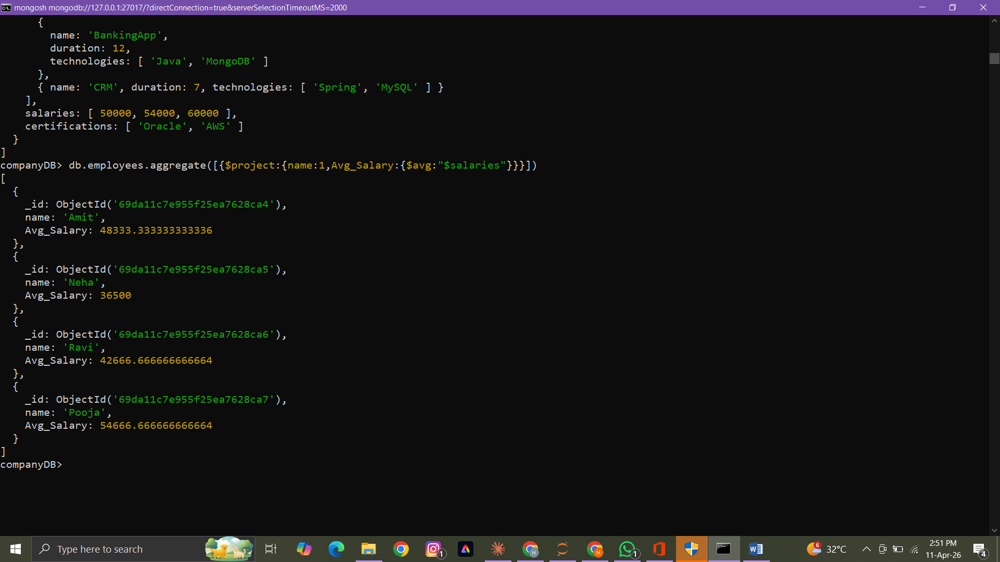 mongosh mongodb://127.0.0.1:27017/?directConnection=true&serverSelectionTimeoutMS=2000
{
name: 'BankingApp',
duration: 12,
technologies: [ 'Java', 'MongoDB' ]
},
{ name: 'CRM', duration: 7, technologies: [ 'Spring', 'MySQL' ] }
],
salaries: [ 50000, 54000, 60000 ],
certifications: [ 'Oracle', 'AWS' ]
}
]
companyDB> db.employees.aggregate([{$project:{name:1,Avg_Salary:{$avg:"$salaries"}}}])
[
{
_id: ObjectId('69da11c7e955f25ea7628ca4'),
name: 'Amit',
Avg_Salary: 48333.333333333336
},
{
_id: ObjectId('69da11c7e955f25ea7628ca5'),
name: 'Neha',
Avg_Salary: 36500
},
{
_id: ObjectId('69da11c7e955f25ea7628ca6'),
name: 'Ravi',
Avg_Salary: 42666.666666666664
},
{
_id: ObjectId('69da11c7e955f25ea7628ca7'),
name: 'Pooja',
Avg_Salary: 54666.666666666664
}
]
companyDB>
Type here to search
1
H
H
1
W
6
32°C
2:51 PM
11-Apr-26
4